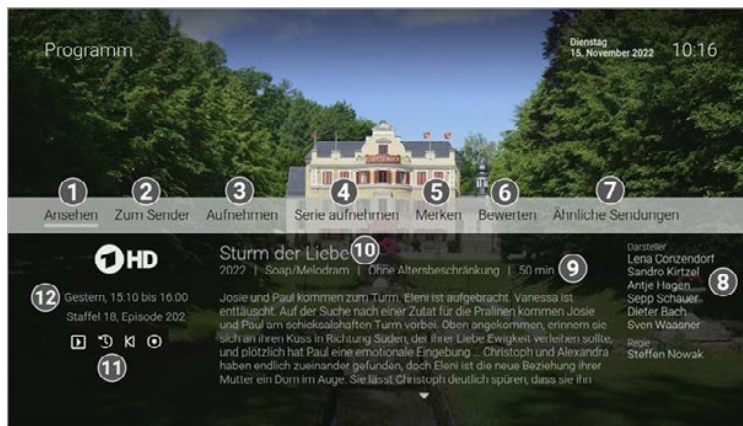 Programm
Dienstag
15. November 2022
10:16
1 2 3 4 5 6 7
Ansehen Zum Sender Aufnehmen Serie aufnehmen Merken Bewerten Ähnliche Sendungen
1 HD
Sturm der Liebe 10
2022 | Soap/Melodram | Ohne Altersbeschränkung | 50 min 9
12 Gestern, 15.10 bis 16.00
Staffel 18, Episode 202
11
Josie und Paul kommen zum Turm. Eleni ist aufgebracht. Vanessa ist
enttäuscht. Auf der Suche nach einer Zutat für die Pralinen kommen Josie
und Paul am schicksalshaften Turm vorbei. Oben angekommen, erinnern sie
sich an ihren Kuss in Richtung Süden, der ihrer Liebe Ewigkeit verleihen sollte,
und plötzlich hat Paul eine emotionale Eingebung ... Christoph und Alexandra
haben endlich zueinander gefunden, doch Eleni ist die neue Beziehung ihrer
Mutter ein Dorn im Auge. Sie lässt Christoph deutlich spüren, dass sie ihn
Darsteller
Lena Conzendorf
Sandro Kirtzel
Antje Hagen
8
Sepp Schauer
Dieter Bach
Sven Waasner
Regie
Steffen Nowak